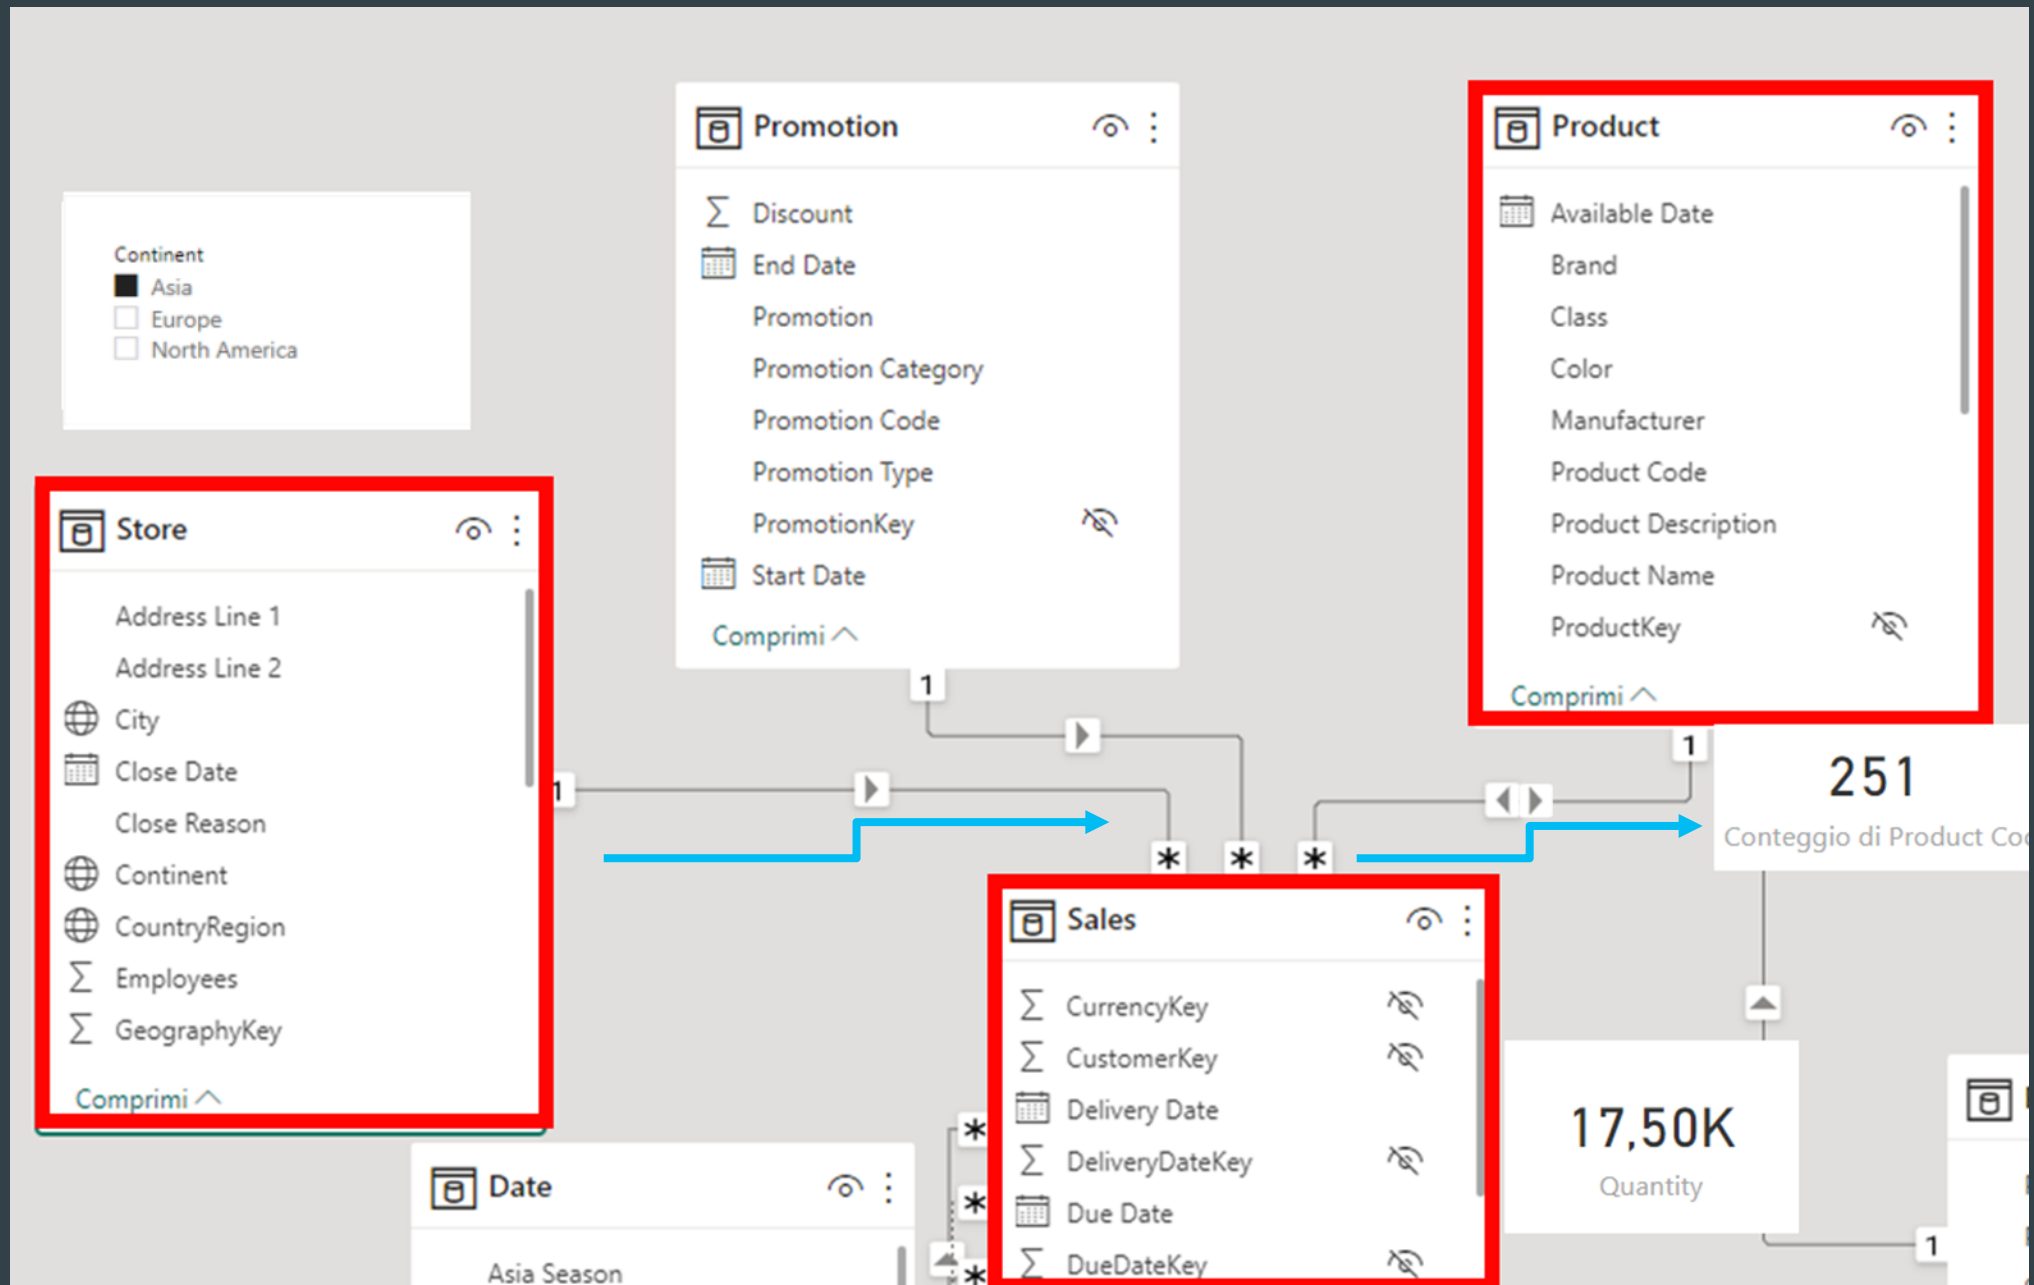 Promotion
Discount
End Date
Promotion
Promotion Category
Promotion Code
Promotion Type
PromotionKey
Start Date
Comprimi
Product
Available Date
Brand
Class
Color
Manufacturer
Product Code
Product Description
Product Name
ProductKey
Comprimi
Continent
Asia
Europe
North America
Store
Address Line 1
Address Line 2
City
Close Date
Close Reason
Continent
CountryRegion
Employees
GeographyKey
Comprimi
1
1
1
251
Conteggio di Product
*
*
*
Sales
CurrencyKey
CustomerKey
Delivery Date
DeliveryDateKey
Due Date
DueDateKey
*
*
*
17,50K
Quantity
1
Date
Asia Season